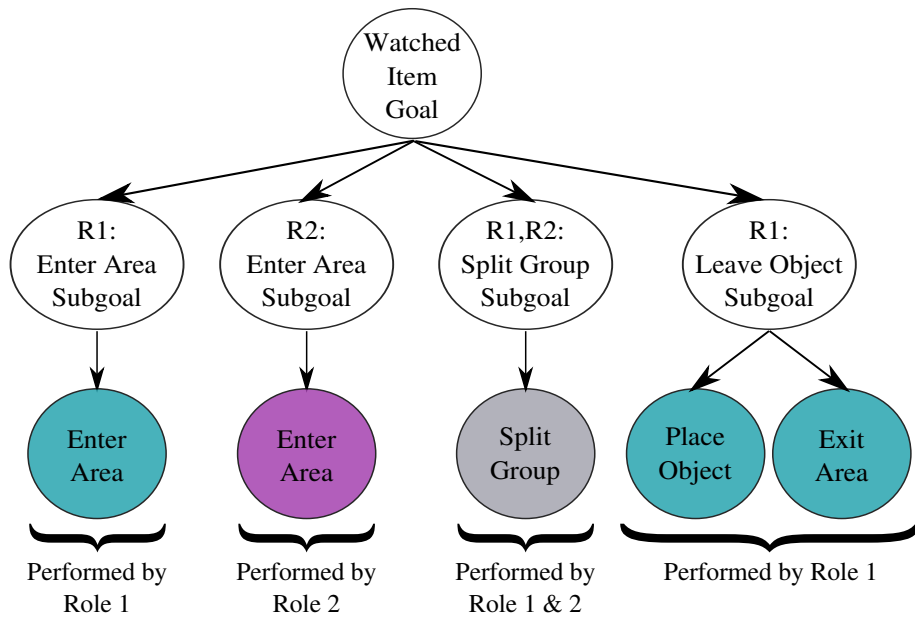 Watched
Item
Goal
R1:
Enter Area
Subgoal
R2:
Enter Area
Subgoal
R1,R2:
Split Group
Subgoal
R1:
Leave Object
Subgoal
Enter
Area
Enter
Area
Split
Group
Place
Object
Exit
Area
Performed by
Role 1
Performed by
Role 2
Performed by
Role 1 & 2
Performed by Role 1